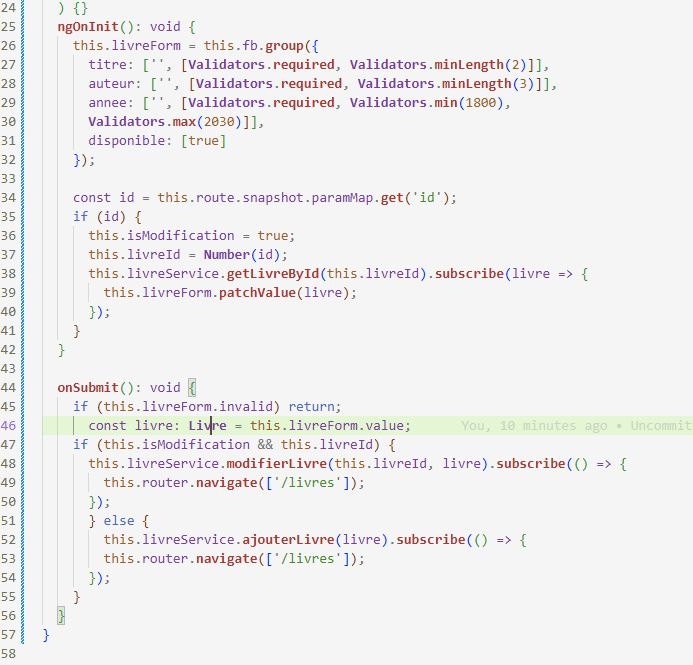 24 ) {}
25 ngOnInit(): void {
26 this.livreForm = this.fb.group({
27 titre: ['', [Validators.required, Validators.minLength(2)]],
28 auteur: ['', [Validators.required, Validators.minLength(3)]],
29 annee: ['', [Validators.required, Validators.min(1800),
30 Validators.max(2030)]],
31 disponible: [true]
32 });
33
34 const id = this.route.snapshot.paramMap.get('id');
35 if (id) {
36 this.isModification = true;
37 this.livreId = Number(id);
38 this.livreService.getLivreById(this.livreId).subscribe(livre => {
39 this.livreForm.patchValue(livre);
40 });
41 }
42 }
43
44 onSubmit(): void {
45 if (this.livreForm.invalid) return;
46 const livre: Livre = this.livreForm.value; You, 10 minutes ago • Uncommit
47 if (this.isModification && this.livreId) {
48 this.livreService.modifierLivre(this.livreId, livre).subscribe(() => {
49 this.router.navigate(['/livres']);
50 });
51 } else {
52 this.livreService.ajouterLivre(livre).subscribe(() => {
53 this.router.navigate(['/livres']);
54 });
55 }
56 }
57 }
58